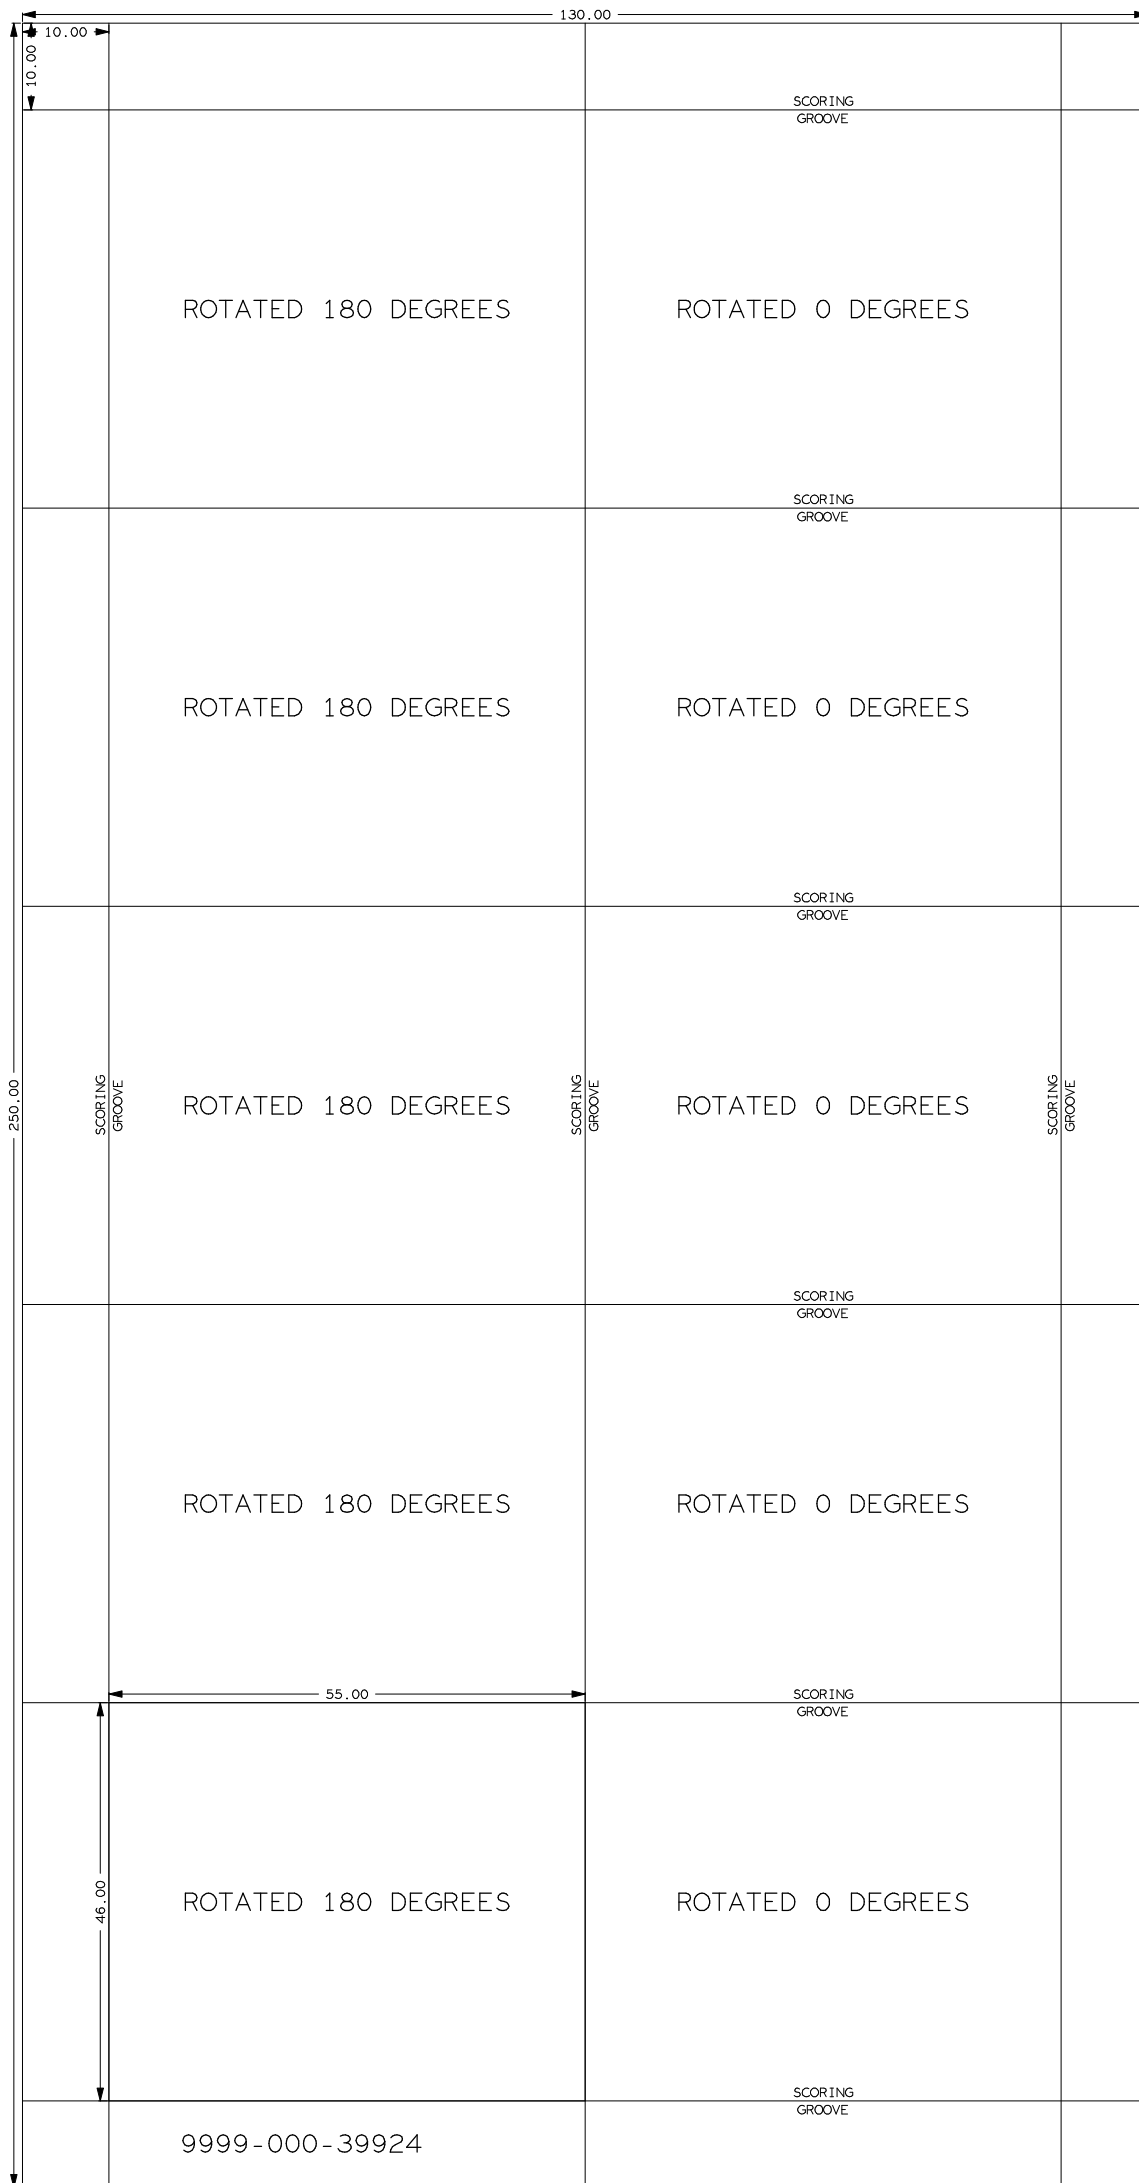 130.00
10.00
10.00
SCORING
GROOVE
ROTATED 180 DEGREES
ROTATED 0 DEGREES
SCORING
GROOVE
ROTATED 180 DEGREES
ROTATED 0 DEGREES
SCORING
GROOVE
250.00
SCORING
GROOVE
ROTATED 180 DEGREES
SCORING
GROOVE
ROTATED 0 DEGREES
SCORING
GROOVE
SCORING
GROOVE
ROTATED 180 DEGREES
ROTATED 0 DEGREES
55.00
SCORING
GROOVE
46.00
ROTATED 180 DEGREES
ROTATED 0 DEGREES
SCORING
GROOVE
9999-000-39924